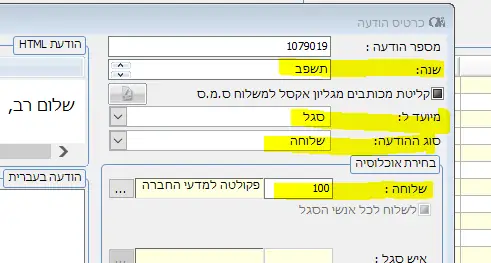 כרטיס הודעה
מספר הודעה : 1079019
הודעת HTML
שנה: תשפב
קליטת מכותבים מגליון אקסל למשלוח ס.מ.ס
שלום רב,
מיועד ל: סגל
סוג ההודעה: שלוחה
בחירת אוכלוסיה
הודעה בעברית
שלוחה : 100 פקולטה למדעי החברה ...
לשלוח לכל אנשי הסגל
איש סגל : ...